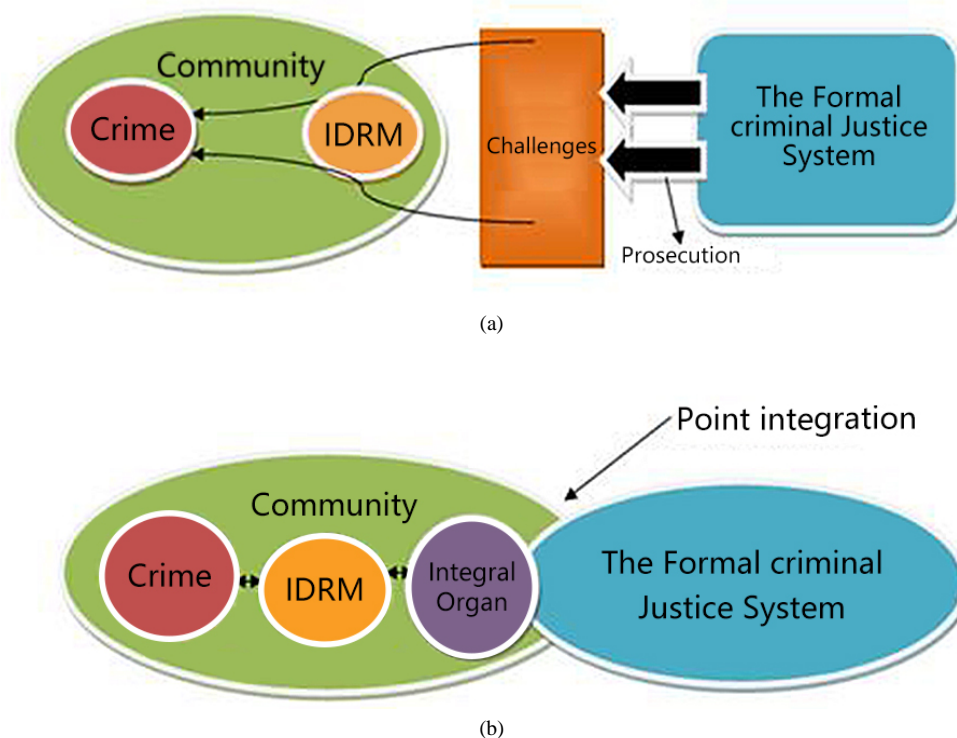 Community
Crime
IDRM
Challenges
The Formal
criminal Justice
System
Prosecution
(a)
Point integration
Community
Crime
IDRM
Integral
Organ
The Formal criminal
Justice System
(b)